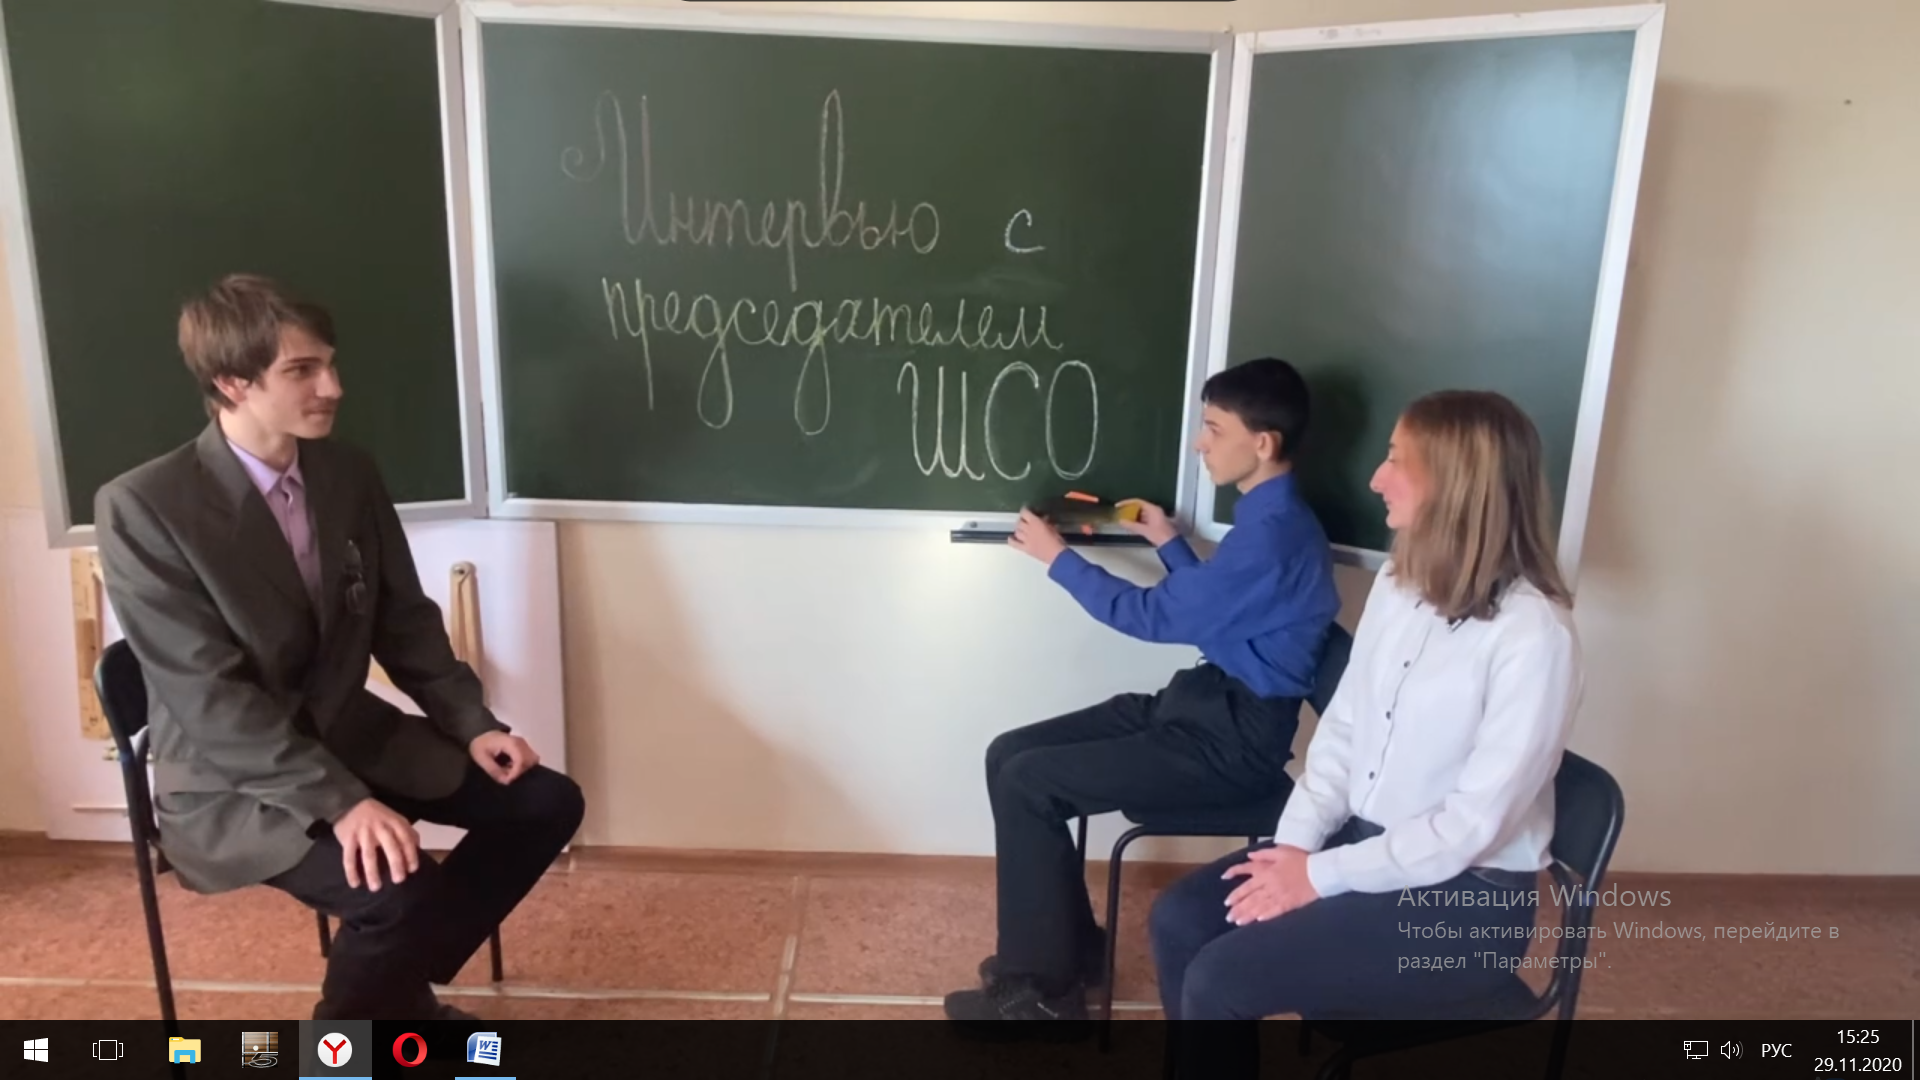 Интервью с
председателем
ШСО
Активация Windows
Чтобы активировать Windows, перейдите в
раздел "Параметры".
РУС
15:25
29.11.2020